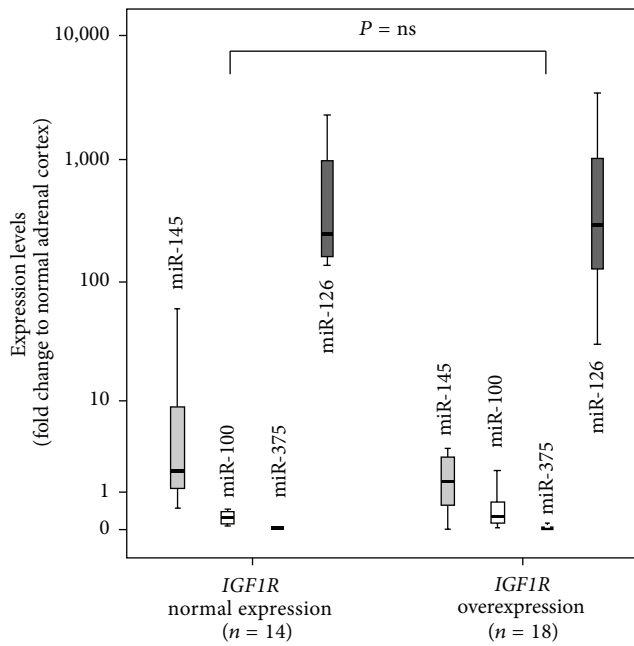 P = ns
10,000
1,000
100
10
1
0
Expression levels
(fold change to normal adrenal cortex)
miR-145
miR-100
miR-375
miR-126
miR-145
miR-100
miR-375
miR-126
IGF1R
normal expression
(n = 14)
IGF1R
overexpression
(n = 18)